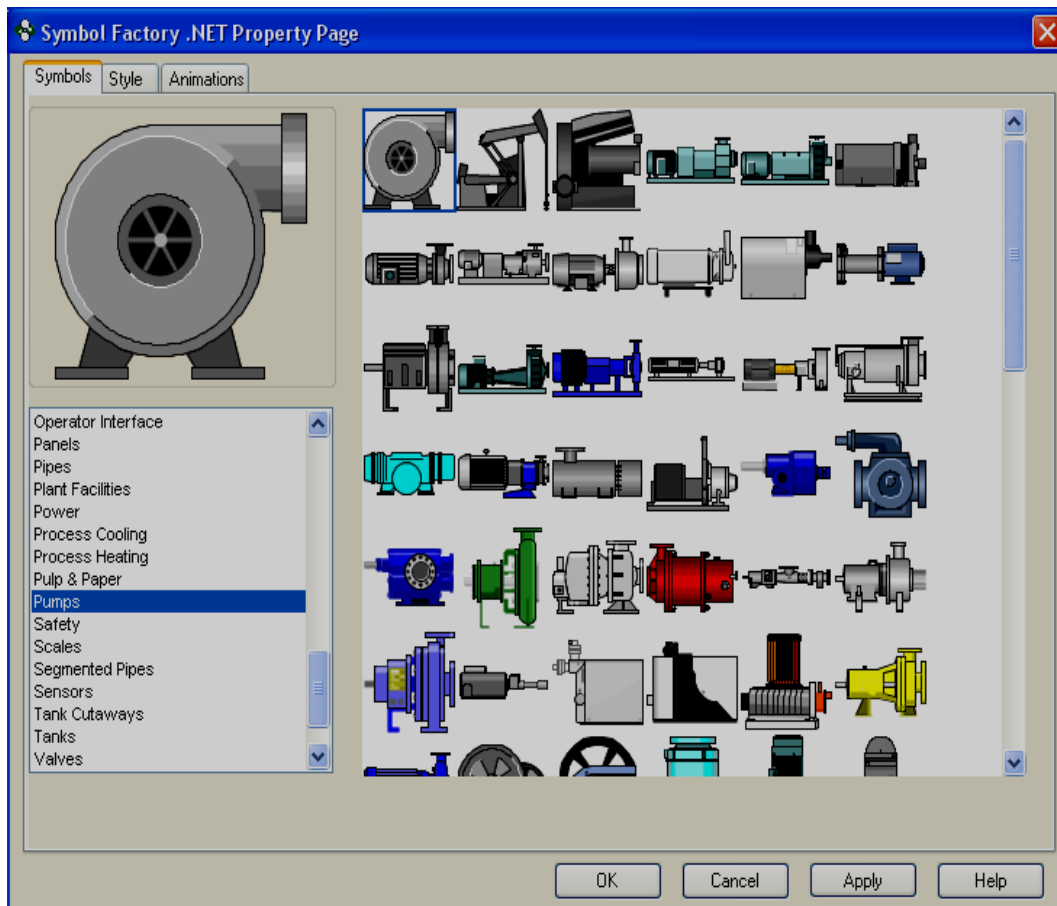 Symbol Factory .NET Property Page
Symbols Style Animations
Operator Interface
Panels
Pipes
Plant Facilities
Power
Process Cooling
Process Heating
Pulp & Paper
Pumps
Safety
Scales
Segmented Pipes
Sensors
Tank Cutaways
Tanks
Valves
OK Cancel Apply Help